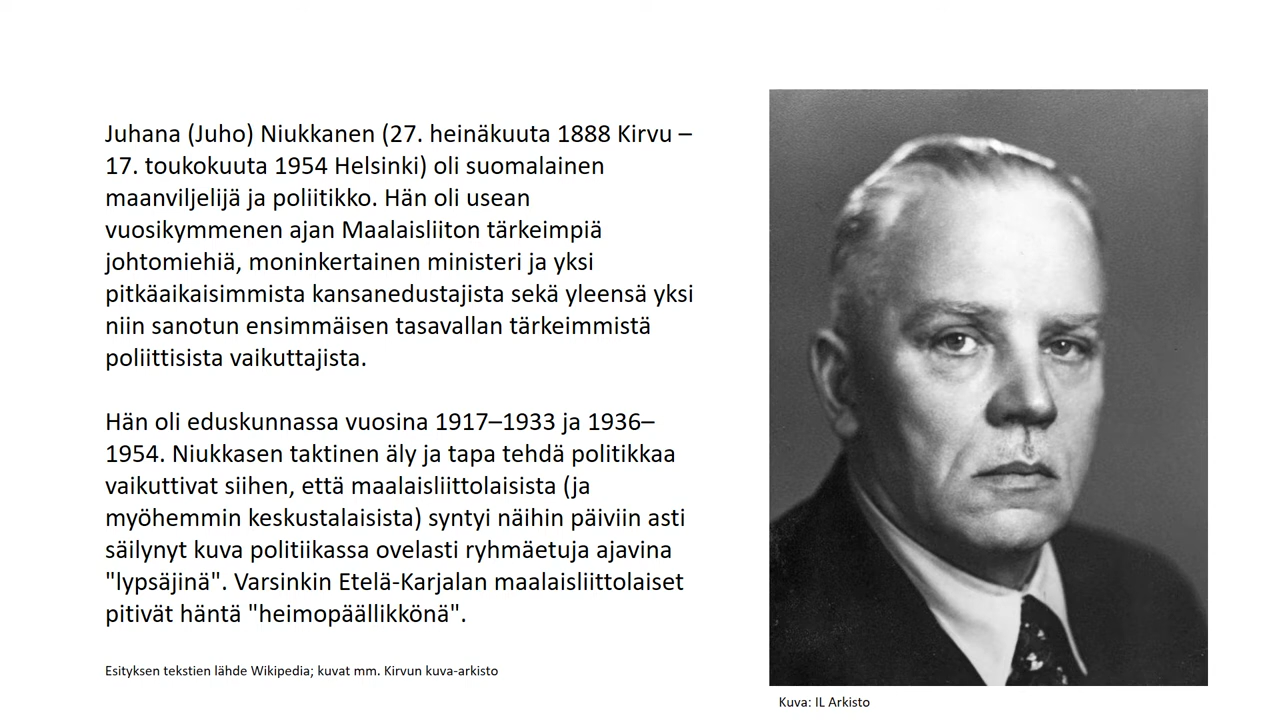 Juhana (Juho) Niukkanen (27. heinäkuuta 1888 Kirvu –
17. toukokuuta 1954 Helsinki) oli suomalainen
maanviljelijä ja poliitikko. Hän oli usean
vuosikymmenen ajan Maalaisliiton tärkeimpiä
johtomiehiä, moninkertainen ministeri ja yksi
pitkäaikaisimmista kansanedustajista sekä yleensä yksi
niin sanotun ensimmäisen tasavallan tärkeimmistä
poliittisista vaikuttajista.
Hän oli eduskunnassa vuosina 1917–1933 ja 1936–
1954. Niukkasen taktinen äly ja tapa tehdä politikkaa
vaikuttivat siihen, että maalaisliittolaisista (ja
myöhemmin keskustalaisista) syntyi näihin päiviin asti
säilynyt kuva politiikassa ovelasti ryhmäetuja ajavina
"lypsäjinä". Varsinkin Etelä-Karjalan maalaisliittolaiset
pitivät häntä "heimopäällikkönä".
Esityksen tekstien lähde Wikipedia; kuvat mm. Kirvun kuva-arkisto
Kuva: IL Arkisto